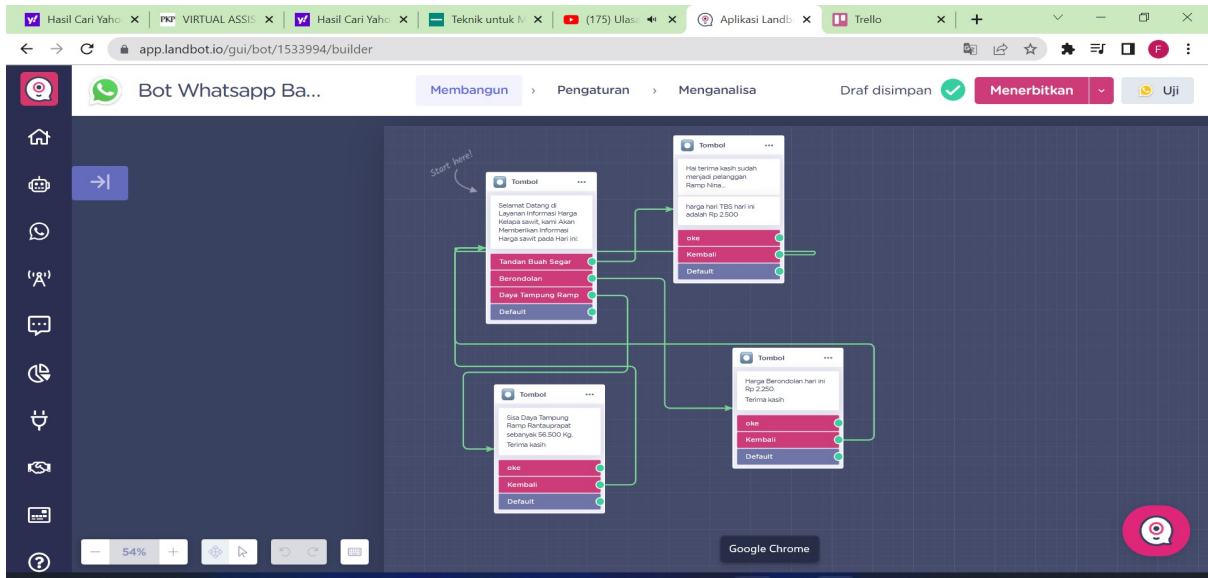 Hasil Cari Yaho
PKP VIRTUAL ASSIS
Hasil Cari Yaho
Teknik untuk M
(175) Ulas
Aplikasi Landb
Trello
app.landbot.io/gui/bot/1533994/builder
F
Bot Whatsapp Ba...
Membangun
Pengaturan
Menganalisa
Draf disimpan
Menerbitkan
Uji
Start here!
Tombol
Hai terima kasih sudah
menjadi pelanggan
Ramp Nina...
harga hari TBS hari ini
adalah Rp 2.500
oke
Kembali
Default
Tombol
Selamat Datang di
Layanan Informasi Harga
Kelapa sawit, kami Akan
Memberikan Informasi
Harga sawit pada Hari ini:
Tandan Buah Segar
Berondolan
Daya Tampung Ramp
Default
Tombol
Harga Berondolan hari ini
Rp 2.250.
Terima kasih
oke
Kembali
Default
Tombol
Sisa Daya Tampung
Ramp Rantauprapat
sebanyak 56.500 Kg.
Terima kasih
oke
Kembali
Default
54%
Google Chrome